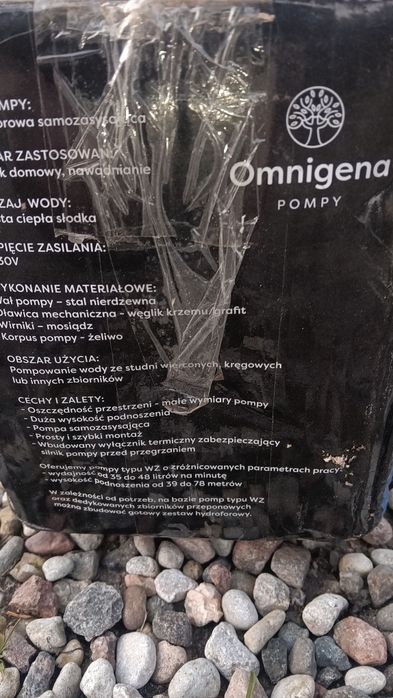 MPY:
orowa samozasysająca
AR ZASTOSOWAN
k domowy, nawadnianie
Omnigena
POMPY
ZAJ WODY:
sta ciepła słodka
PIĘCIE ZASILANIA:
30V
YKONANIE MATERIAŁOWE:
Wał pompy – stal nierdzewna
Dławica mechaniczna - węglik krzemu/grafit
Wirniki – mosiądz
Korpus pompy - żeliwo
OBSZAR UŻYCIA:
Pompowanie wody ze studni wierconych, kręgowych
lub innych zbiorników
CECHY I ZALETY:
- Oszczędność przestrzeni - małe wymiary pompy
- Duża wysokość podnoszenia
- Pompa samozasysająca
- Prosty i szybki montaż
- Wbudowany wyłącznik termiczny zabezpieczający
silnik pompy przed przegrzaniem
Oferujemy pompy typu WZ o zróżnicowanych parametrach pracy
- wydajność od 35 do 48 litrów na minutę
- wysokość podnoszenia od 39 do 78 metrów
W zależności od potrzeb, na bazie pomp typu WZ
oraz dedykowanych zbiorników przeponowych
można zbudować gotowy zestaw hydroforowy.